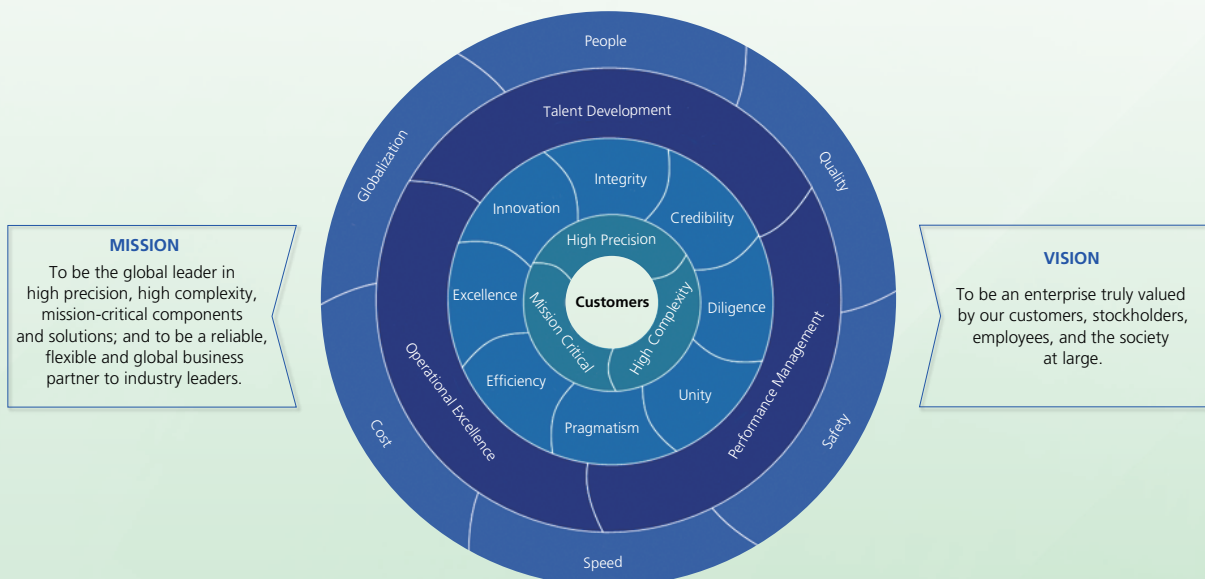 People
Talent Development
Globalization
Quality
Integrity
Innovation
Credibility
High Precision
MISSION
To be the global leader in
high precision, high complexity,
mission-critical components
and solutions; and to be a reliable,
flexible and global business
partner to industry leaders.
VISION
To be an enterprise truly valued
by our customers, stockholders,
employees, and the society
at large.
Excellence
Mission Critical
Customers
High Complexity
Diligence
Operational Excellence
Efficiency
Unity
Performance Management
Pragmatism
Cost
Safety
Speed